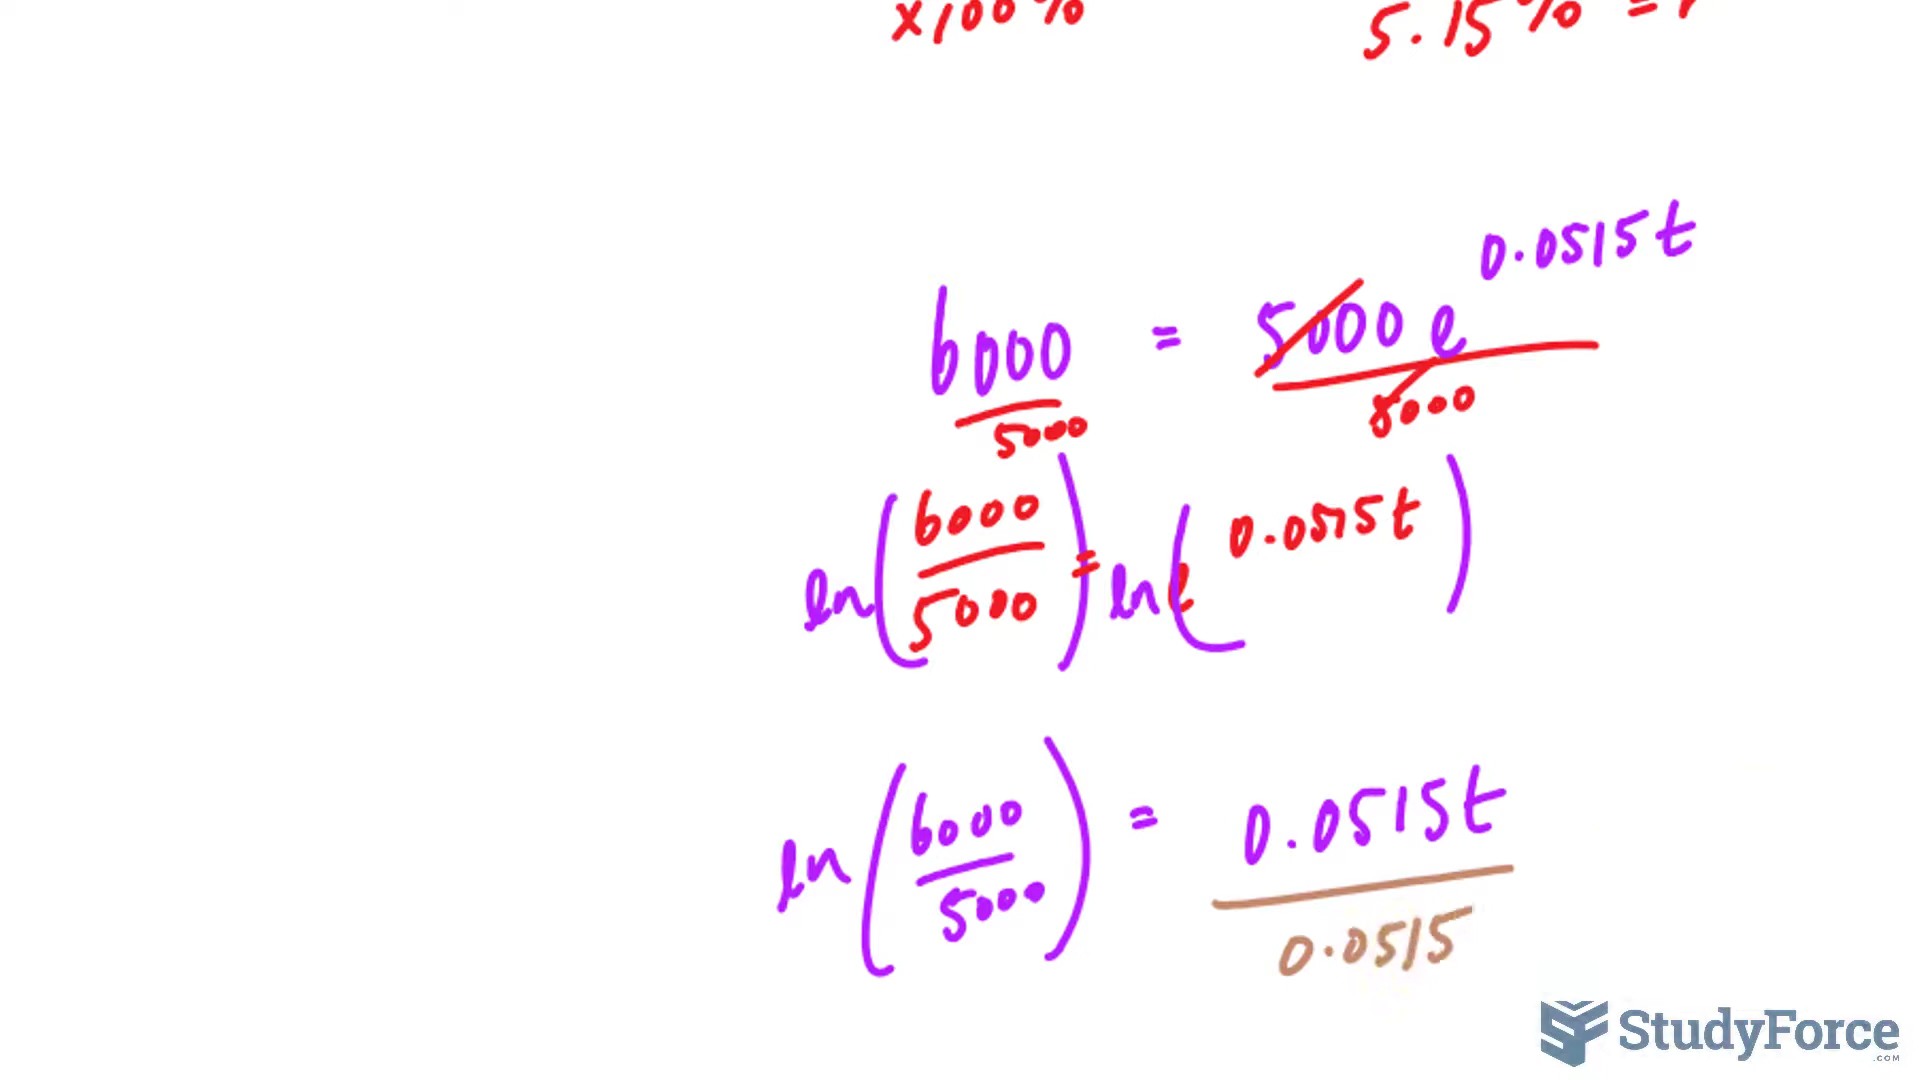 x100% 5.15% = r
6000/5000 = 5000 e^0.0515t/5000
ln(6000/5000) = ln(e^0.0515t)
ln(6000/5000) = 0.0515t/0.0515
StudyForce
.COM